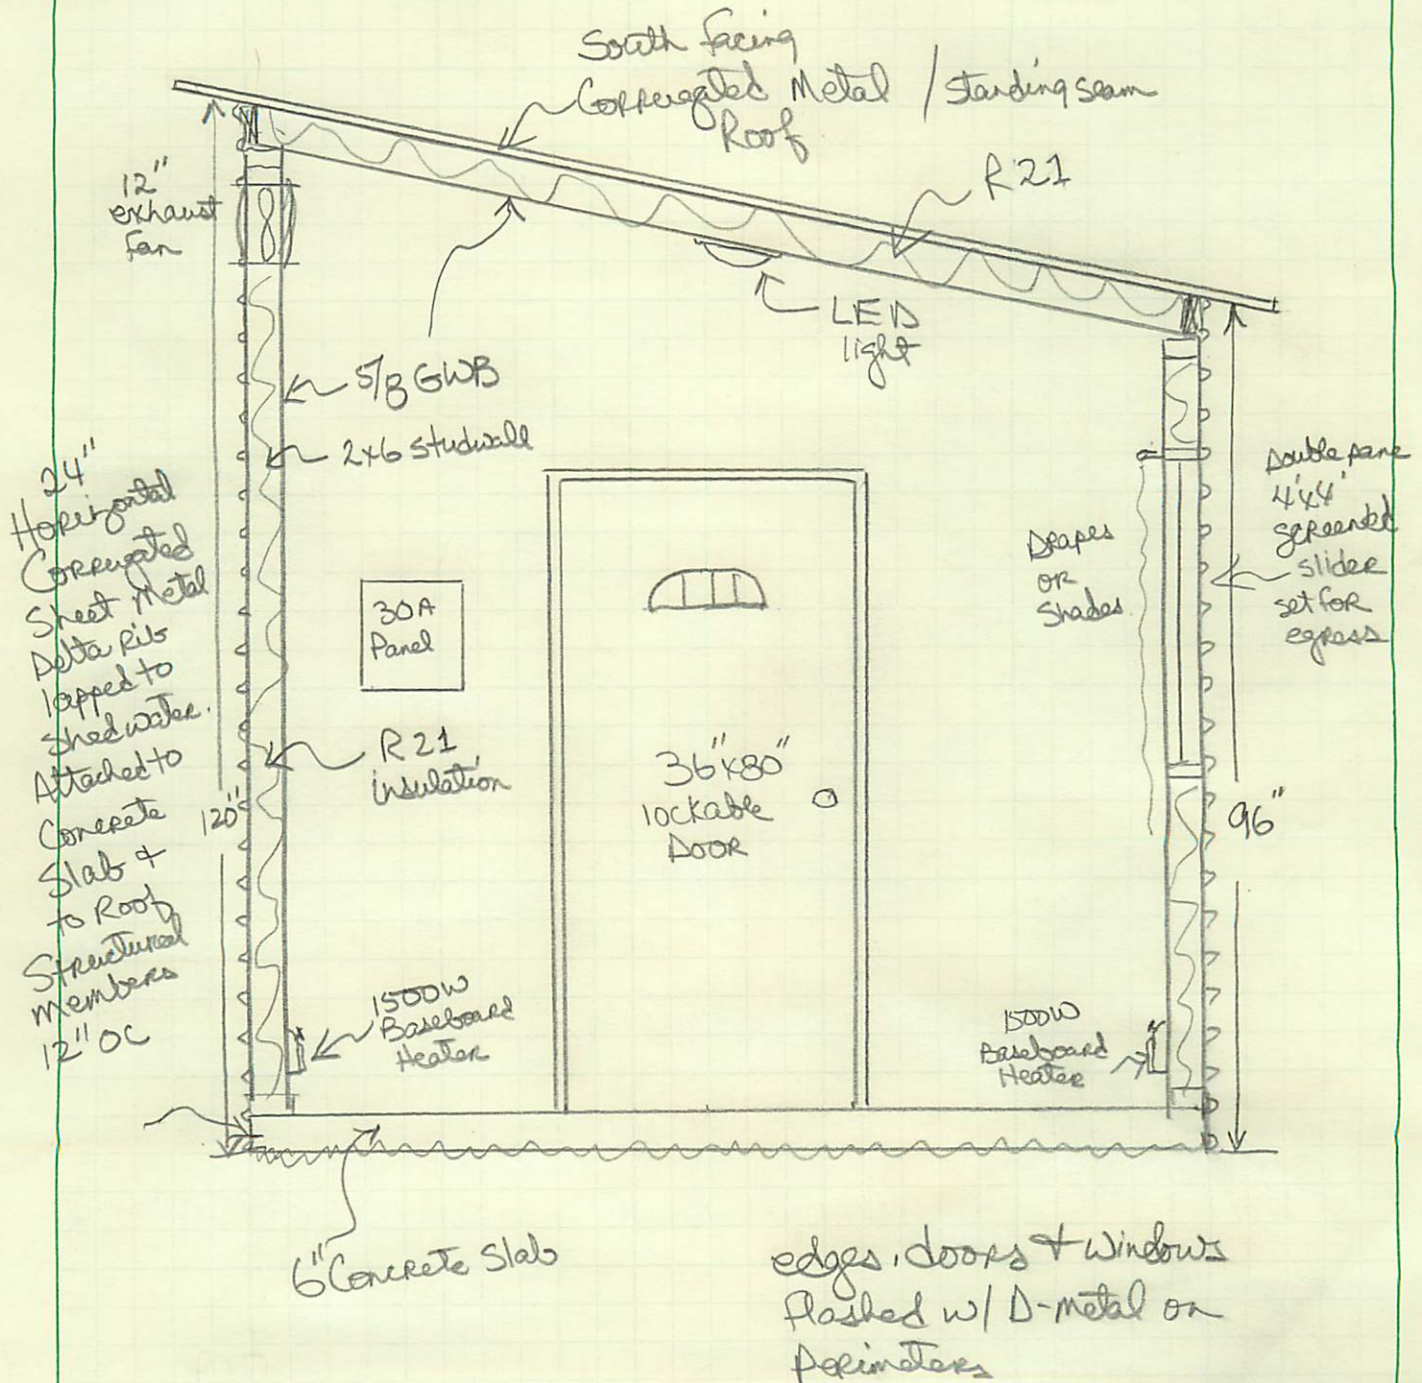 South facing
Corrugated Metal / standing seam
Roof
R21
12"
exhaust
fan
LED
light
5/8 GWB
2x6 studwall
24"
Horizontal
Corrugated
Sheet Metal
Delta Rib
lapped to
shed water.
Attached to
Concrete
Slab +
to Roof
Structural
members
12" OC
30A
Panel
Drapes
or
Shades
Double pane
4'x4'
screened
slider
set for
egress
R21
insulation
36"x80"
lockable
Door
120"
96"
1500W
Baseboard
Heater
1500W
Baseboard
Heater
6" Concrete Slab
edges, doors + windows
flashed w/ D-metal on
perimeters